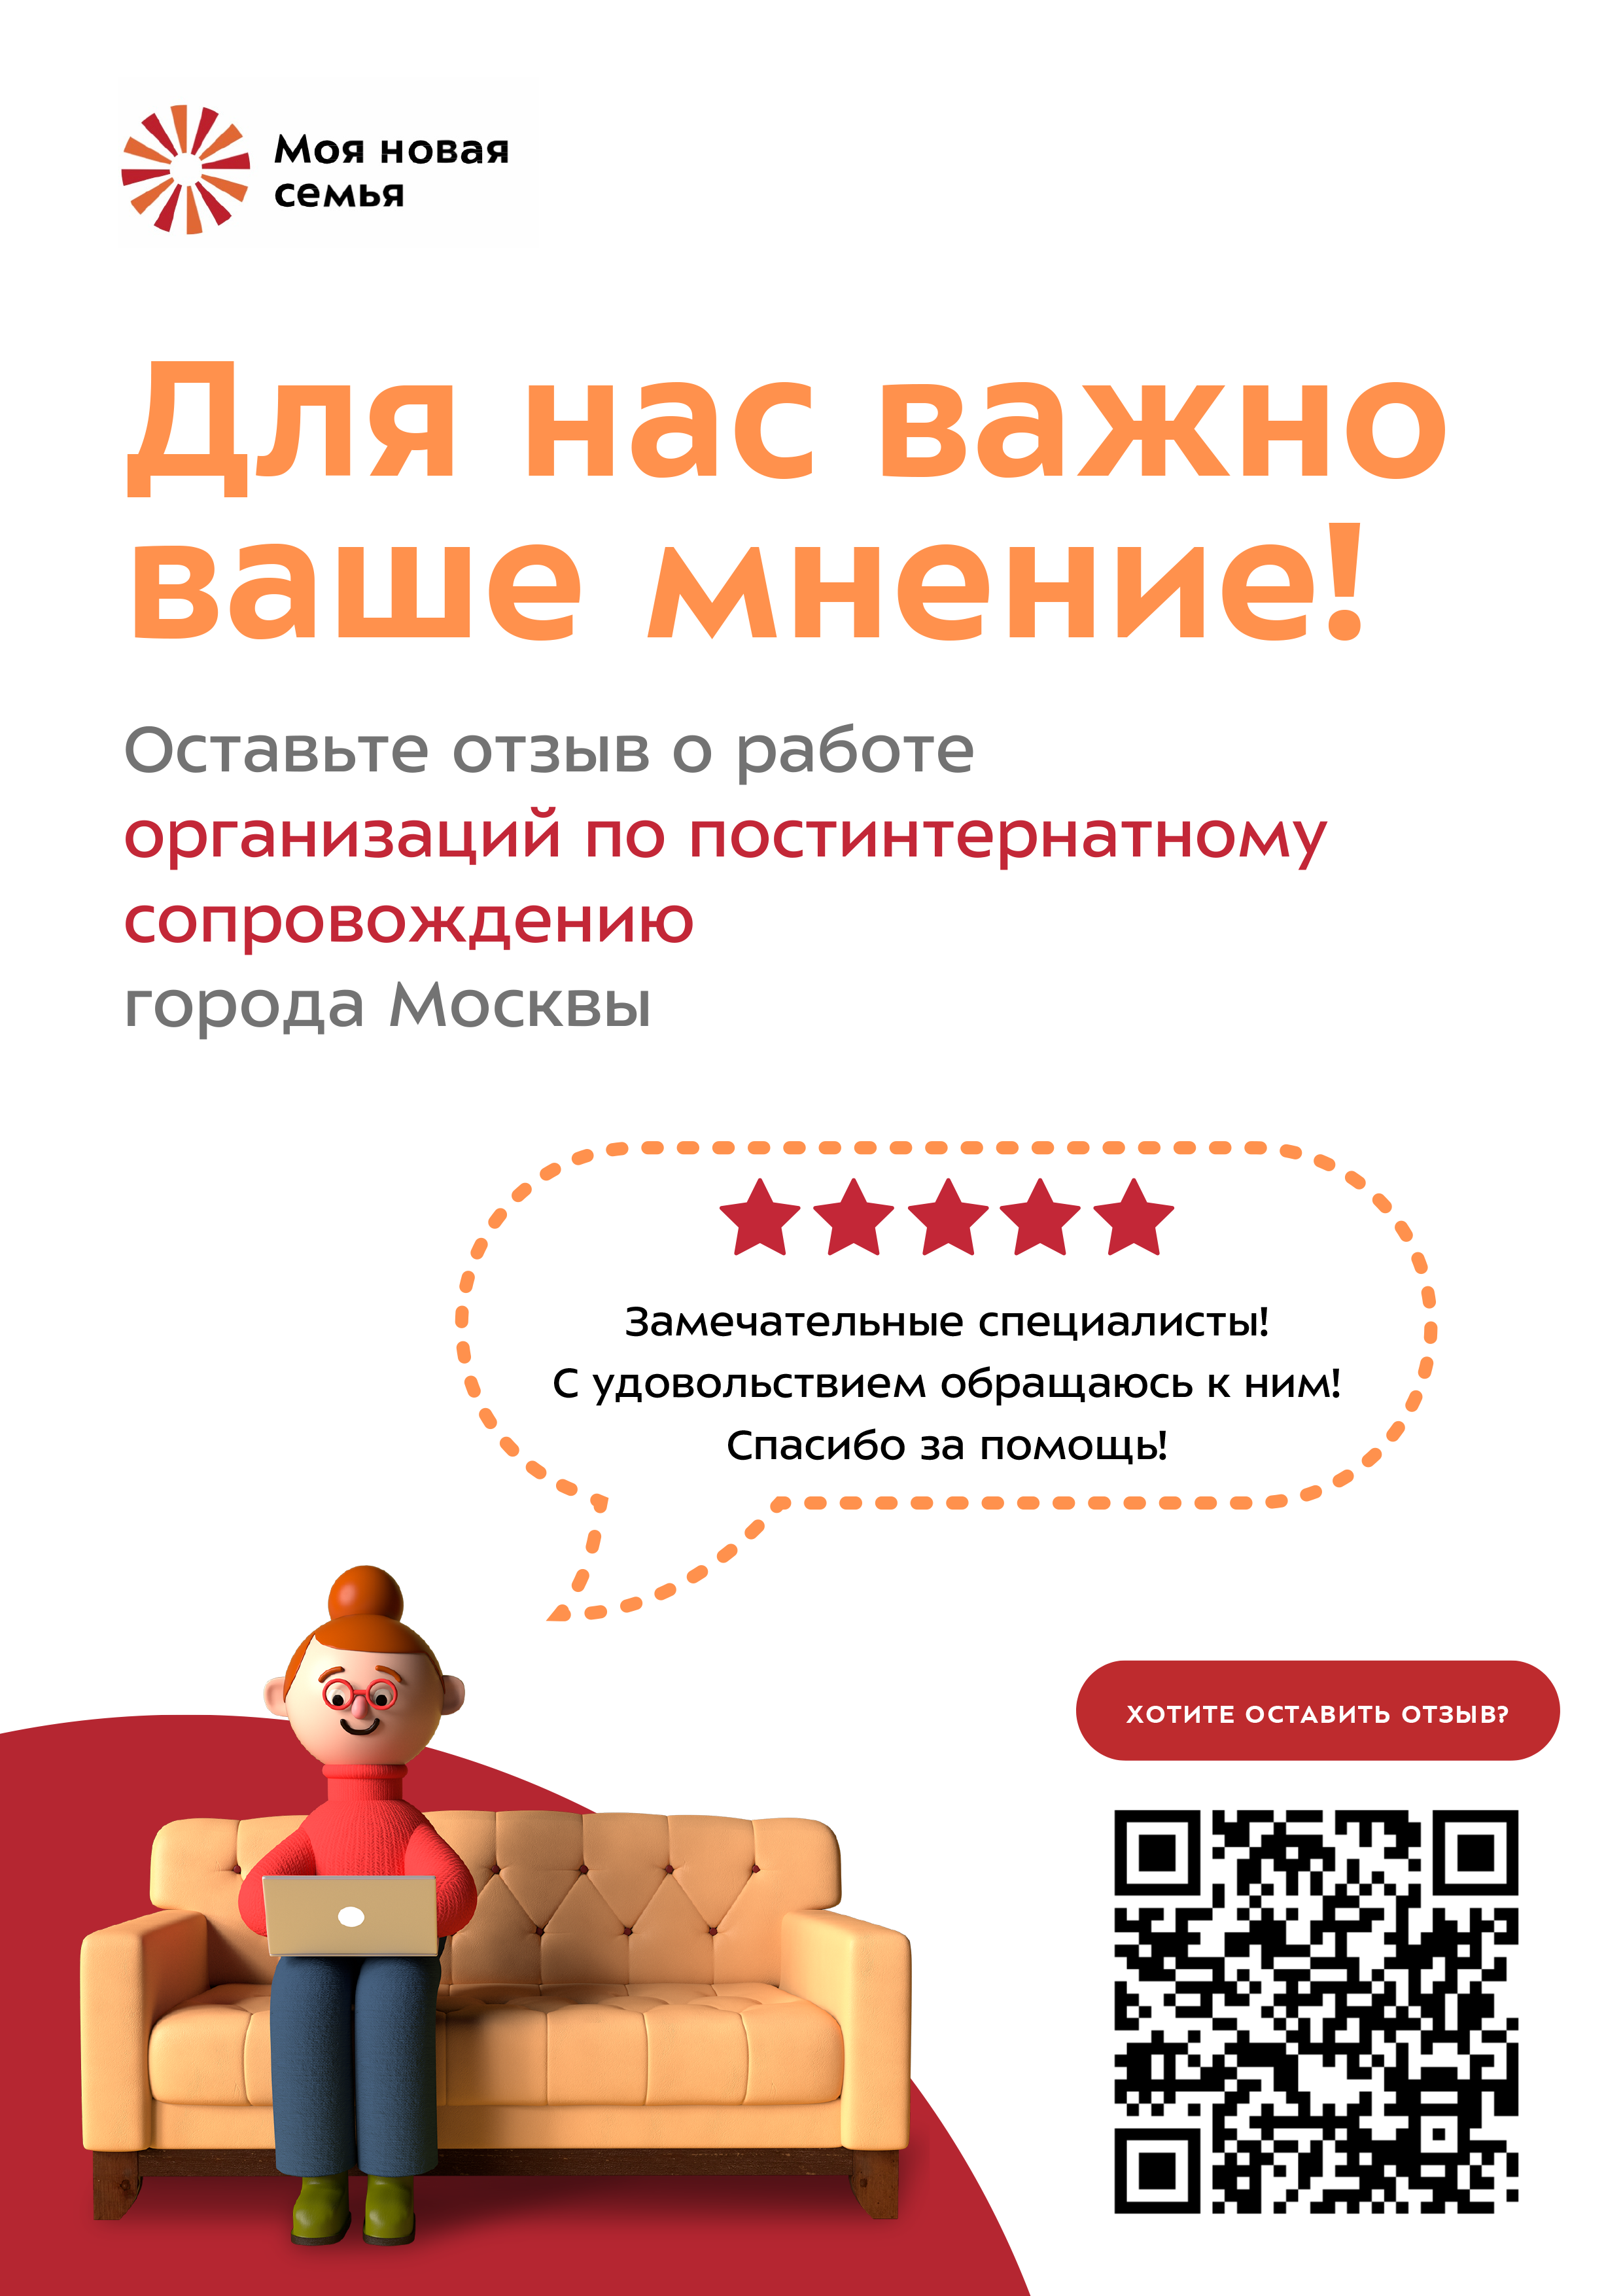 Моя новая
семья
Для нас важно
ваше мнение!
Оставьте отзыв о работе
организаций по постинтернатному
сопровождению
города Москвы
Замечательные специалисты!
С удовольствием обращаюсь к ним!
Спасибо за помощь!
ХОТИТЕ ОСТАВИТЬ ОТЗЫВ?